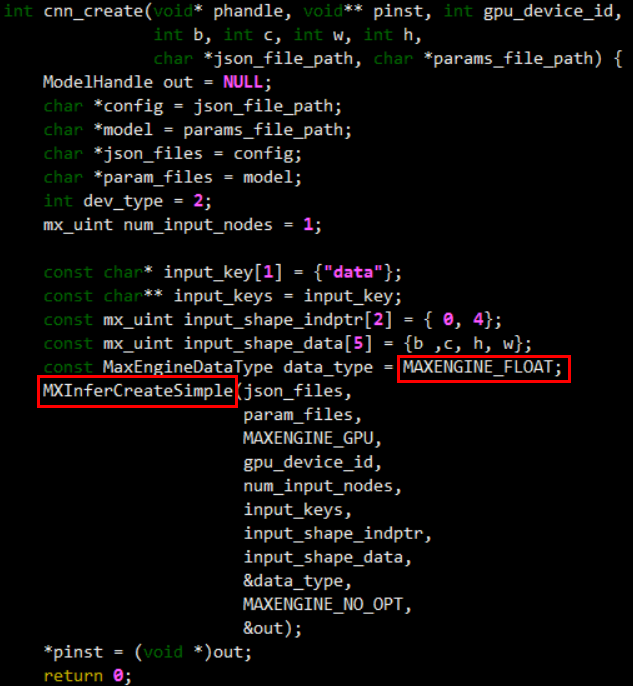 int cnn_create(void* phandle, void** pinst, int gpu_device_id,
int b, int c, int w, int h,
char *json_file_path, char *params_file_path) {
ModelHandle out = NULL;
char *config = json_file_path;
char *model = params_file_path;
char *json_files = config;
char *param_files = model;
int dev_type = 2;
mx_uint num_input_nodes = 1;
const char* input_key[1] = {"data"};
const char** input_keys = input_key;
const mx_uint input_shape_indptr[2] = { 0, 4};
const mx_uint input_shape_data[5] = {b ,c, h, w};
const MaxEngineDataType data_type = MAXENGINE_FLOAT;
MXInferCreateSimple(json_files,
param_files,
MAXENGINE_GPU,
gpu_device_id,
num_input_nodes,
input_keys,
input_shape_indptr,
input_shape_data,
&data_type,
MAXENGINE_NO_OPT,
&out);
*pinst = (void *)out;
return 0;